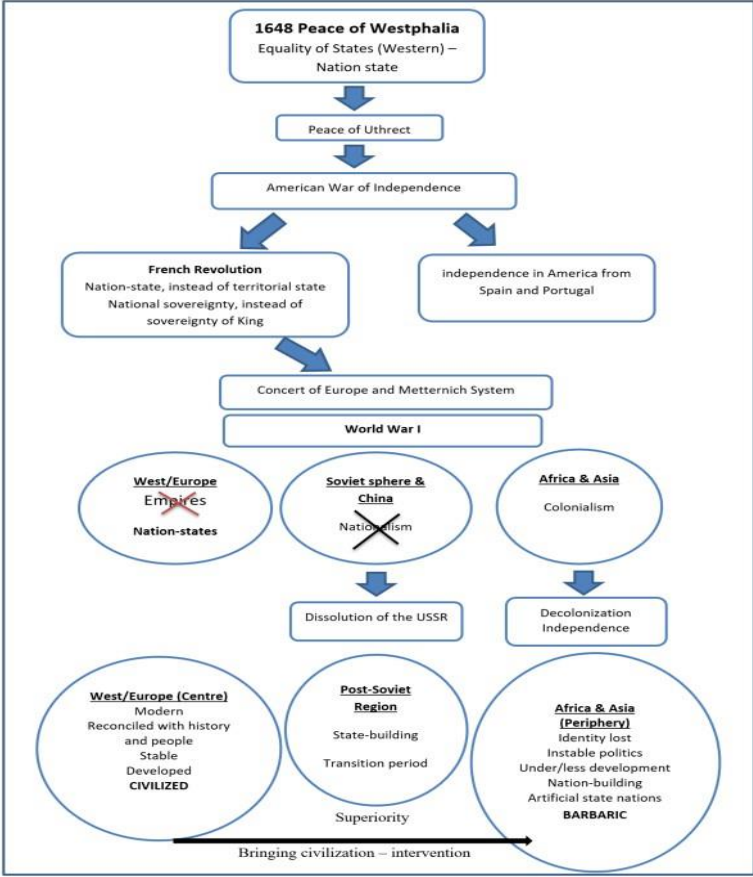 1648 Peace of Westphalia
Equality of States (Western) –
Nation state
Peace of Uthrect
American War of Independence
French Revolution
Nation-state, instead of territorial state
National sovereignty, instead of
sovereignty of King
independence in America from
Spain and Portugal
Concert of Europe and Metternich System
World War I
West/Europe
Empires
Nation-states
Soviet sphere &
China
Nationalism
Africa & Asia
Colonialism
Dissolution of the USSR
Decolonization
Independence
West/Europe (Centre)
Modern
Reconciled with history
and people
Stable
Developed
CIVILIZED
Post-Soviet
Region
State-building
Transition period
Africa & Asia
(Periphery)
Identity lost
Instable politics
Under/less development
Nation-building
Artificial state nations
BARBARIC
Superiority
Bringing civilization – intervention